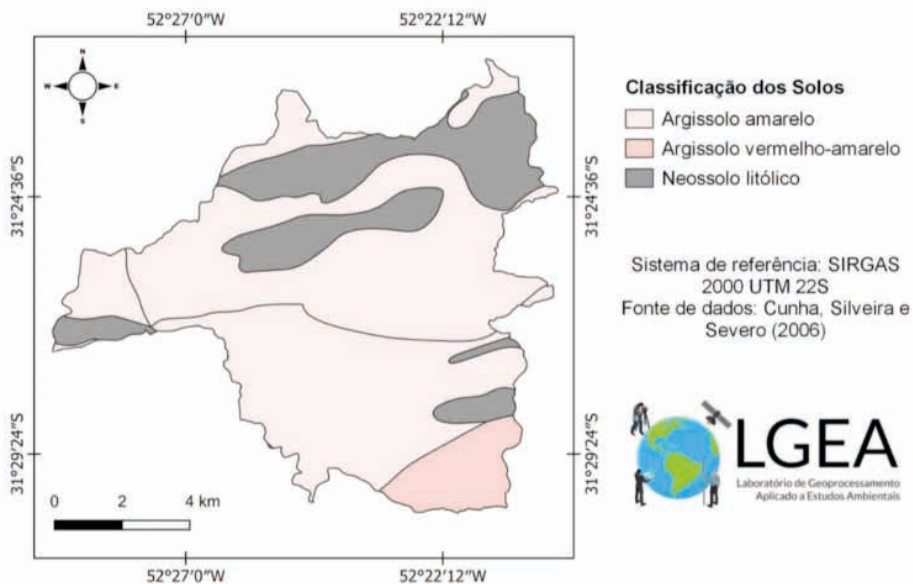 52°27'0"W 52°22'12"W
N
W E
S
31°24'36"S
31°24'36"S
31°29'24"S
31°29'24"S
0 2 4 km
52°27'0"W 52°22'12"W
Classificação dos Solos
Argissolo amarelo
Argissolo vermelho-amarelo
Neossolo litólico
Sistema de referência: SIRGAS
2000 UTM 22S
Fonte de dados: Cunha, Silveira e
Severo (2006)
LGEA
Laboratório de Geoprocessamento
Aplicado a Estudos Ambientais